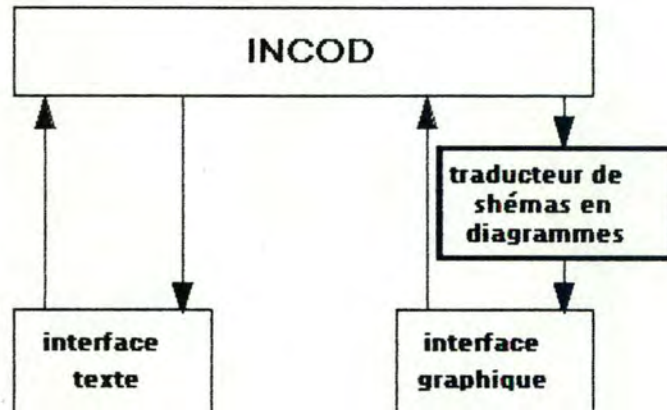 INCOD
traducteur de
shémas en
diagrammes
interface
texte
interface
graphique